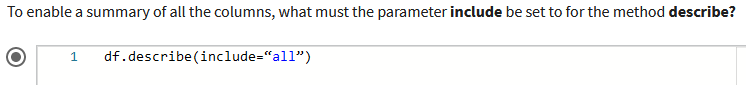 To enable a summary of all the columns, what must the parameter include be set to for the method describe?
1 df.describe(include=“all”)